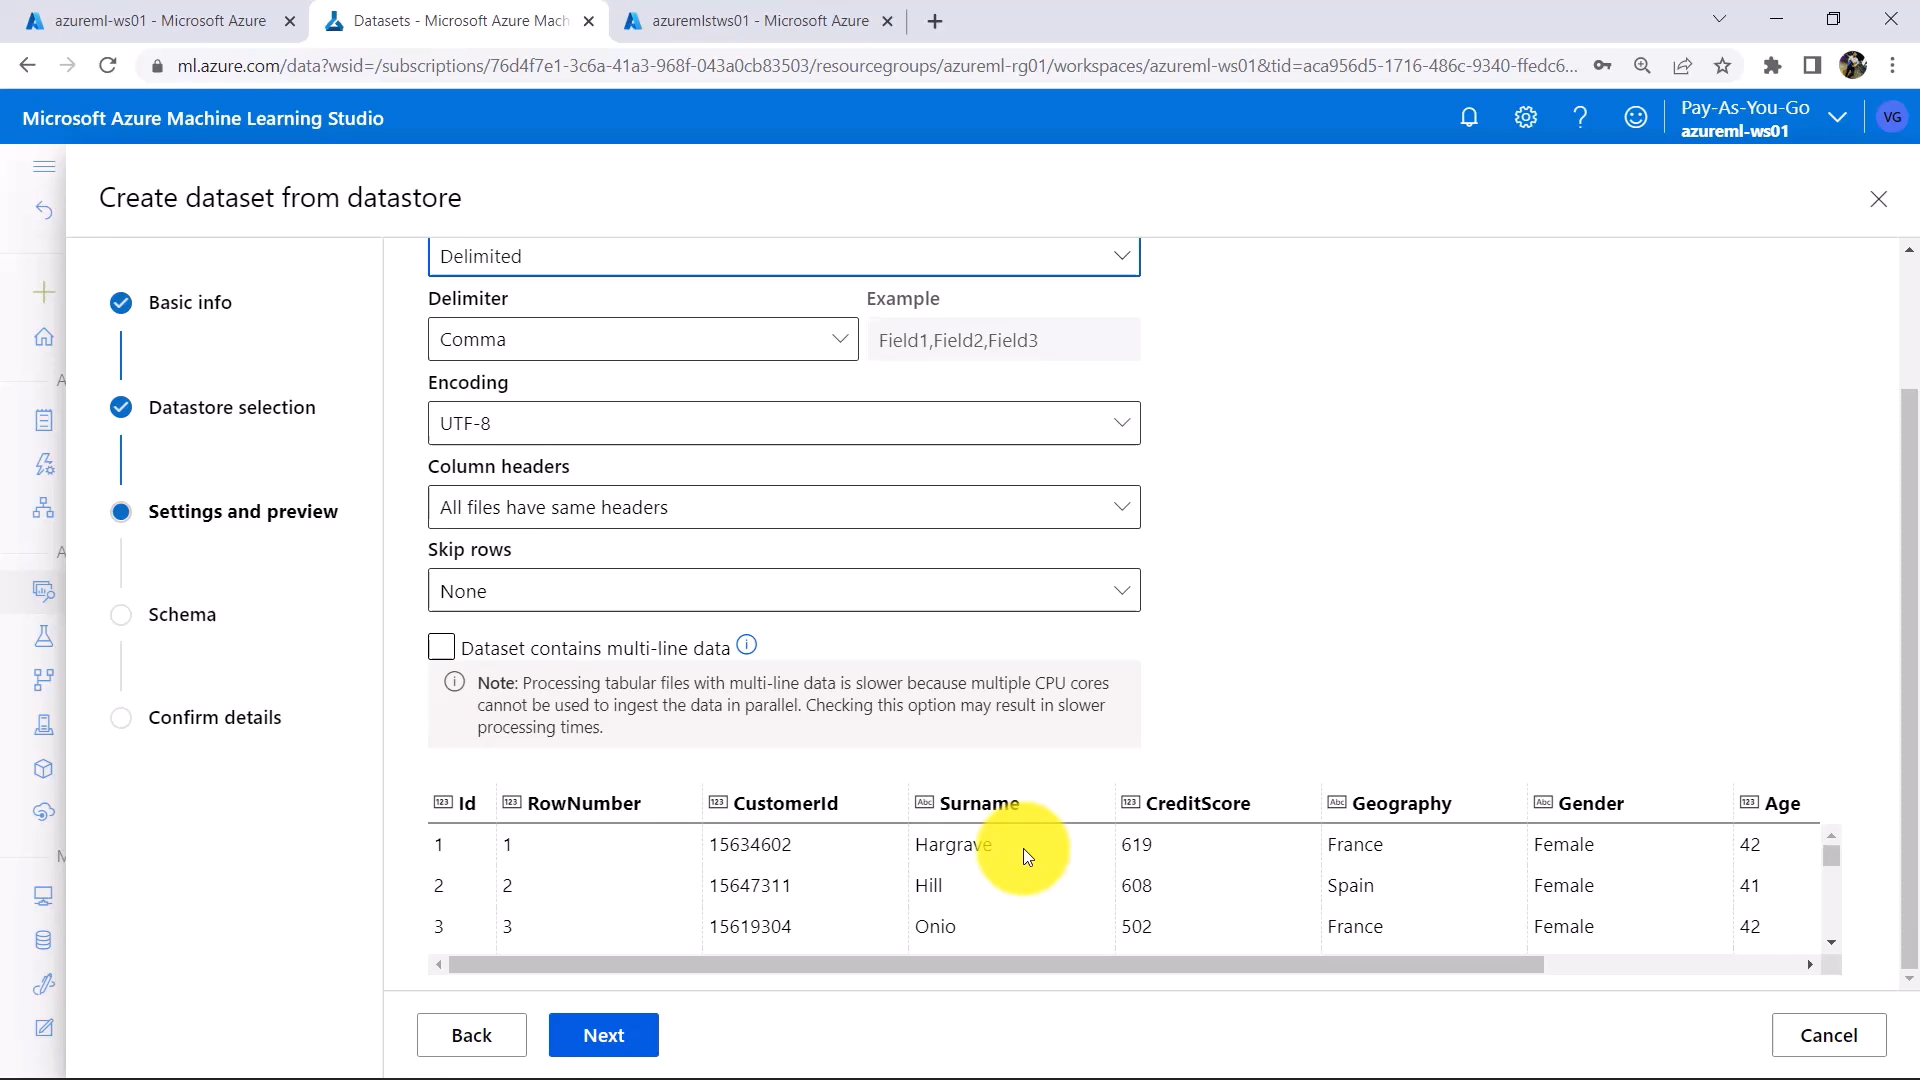 azureml-ws01 - Microsoft Azure
Datasets - Microsoft Azure Mach
azuremlstws01 - Microsoft Azure
ml.azure.com/data?wsid=/subscriptions/76d4f7e1-3c6a-41a3-968f-043a0cb83503/resourcegroups/azureml-rg01/workspaces/azureml-ws01&tid=aca956d5-1716-486c-9340-ffedc6...
Microsoft Azure Machine Learning Studio
Pay-As-You-Go
azureml-ws01
VG
Create dataset from datastore
Basic info
Datastore selection
Settings and preview
Schema
Confirm details
A
A
M
Delimited
Delimiter Example
Comma Field1,Field2,Field3
Encoding
UTF-8
Column headers
All files have same headers
Skip rows
None
Dataset contains multi-line data
Note: Processing tabular files with multi-line data is slower because multiple CPU cores
cannot be used to ingest the data in parallel. Checking this option may result in slower
processing times.
123 Id 123 RowNumber 123 CustomerId Abc Surname 123 CreditScore Abc Geography Abc Gender 123 Age
1 1 15634602 Hargrave 619 France Female 42
2 2 15647311 Hill 608 Spain Female 41
3 3 15619304 Onio 502 France Female 42
Back Next Cancel